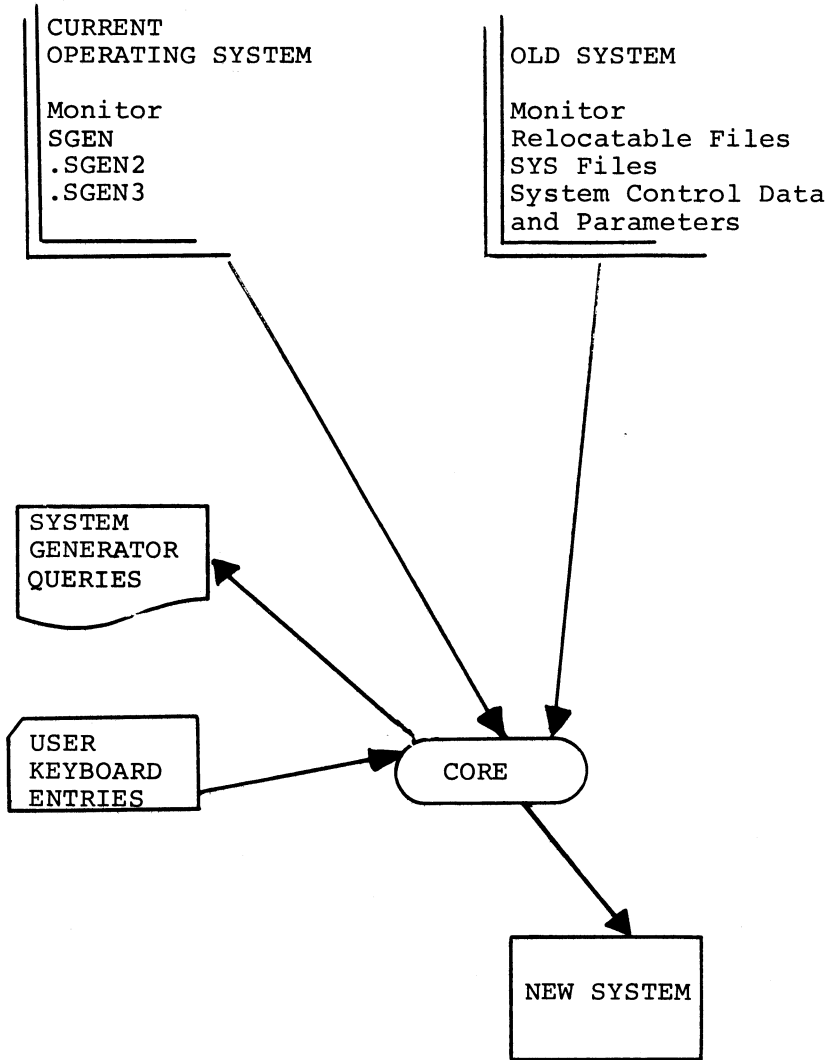 CURRENT
OPERATING SYSTEM
Monitor
SGEN
.SGEN2
.SGEN3
OLD SYSTEM
Monitor
Relocatable Files
SYS Files
System Control Data
and Parameters
SYSTEM
GENERATOR
QUERIES
USER
KEYBOARD
ENTRIES
CORE
NEW SYSTEM